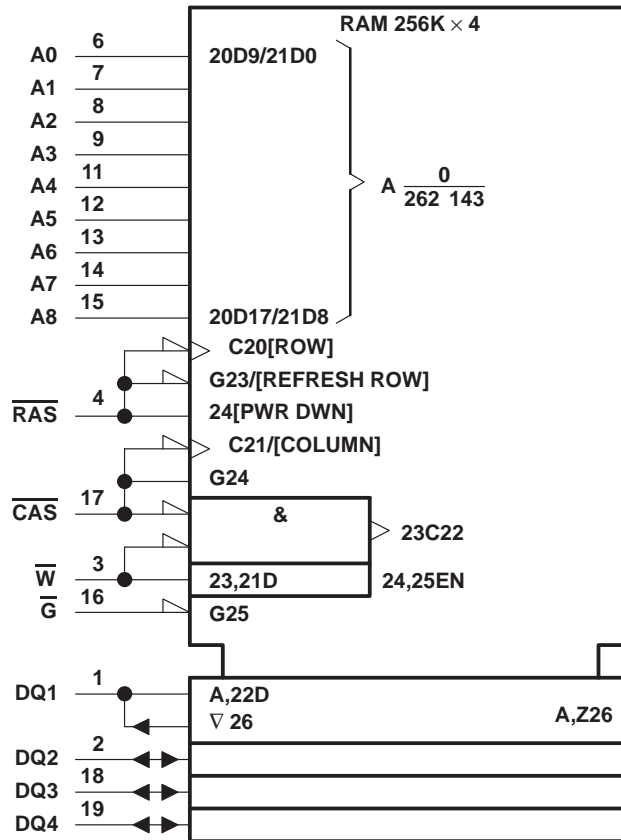 RAM 256K × 4
A0 6 20D9/21D0
A1 7
A2 8
A3 9
A4 11
A 0
262 143
A5 12
A6 13
A7 14
A8 15 20D17/21D8
C20[ROW]
G23/[REFRESH ROW]
R̅A̅S̅ 4 24[PWR DWN]
C21/[COLUMN]
G24
C̅A̅S̅ 17 &
23C22
W̅ 3 23,21D 24,25EN
G̅ 16 G25
DQ1 1 A,22D
∇ 26 A,Z26
DQ2 2
DQ3 18
DQ4 19